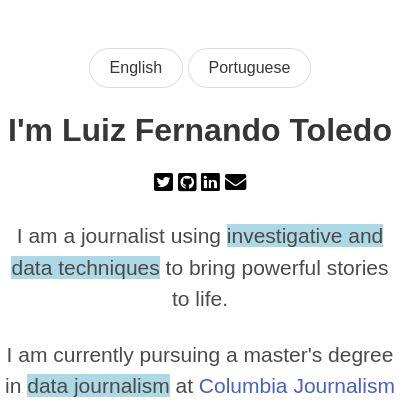 English Portuguese
I'm Luiz Fernando Toledo
I am a journalist using investigative and
data techniques to bring powerful stories
to life.
I am currently pursuing a master's degree
in data journalism at Columbia Journalism